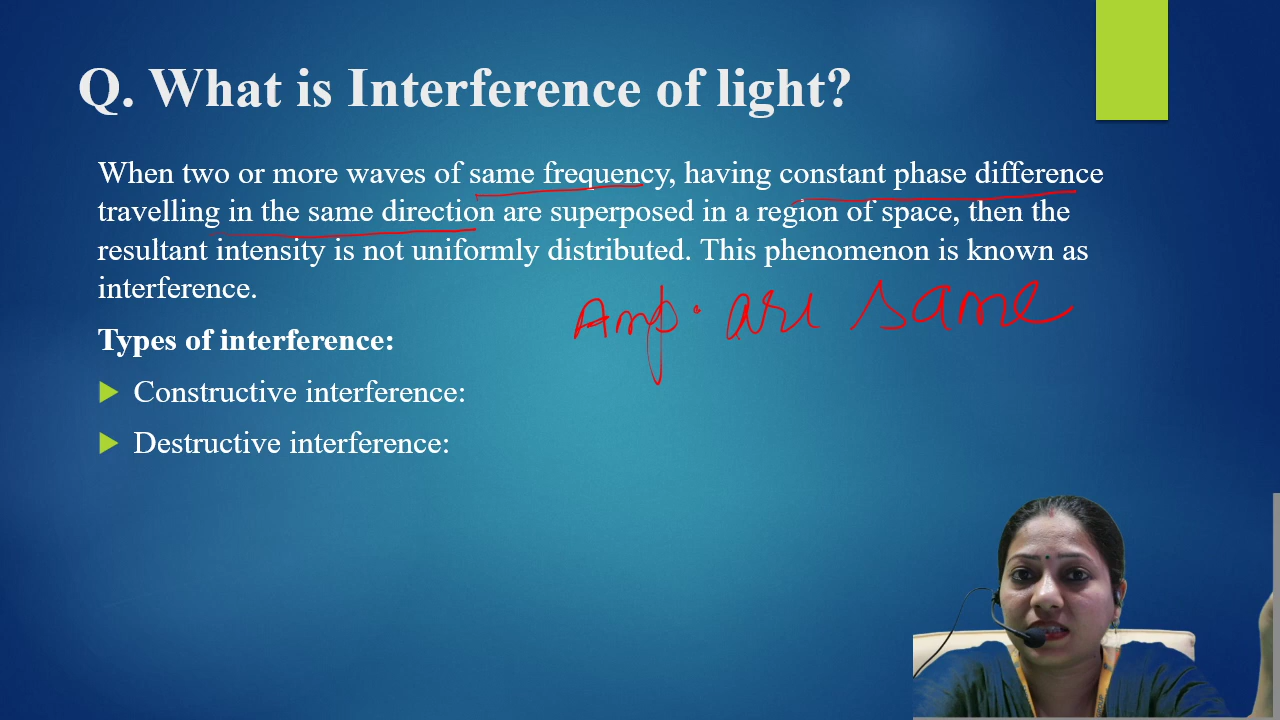 Q. What is Interference of light?
When two or more waves of same frequency, having constant phase difference
travelling in the same direction are superposed in a region of space, then the
resultant intensity is not uniformly distributed. This phenomenon is known as
interference.
Amp. are same
Types of interference:
Constructive interference:
Destructive interference: